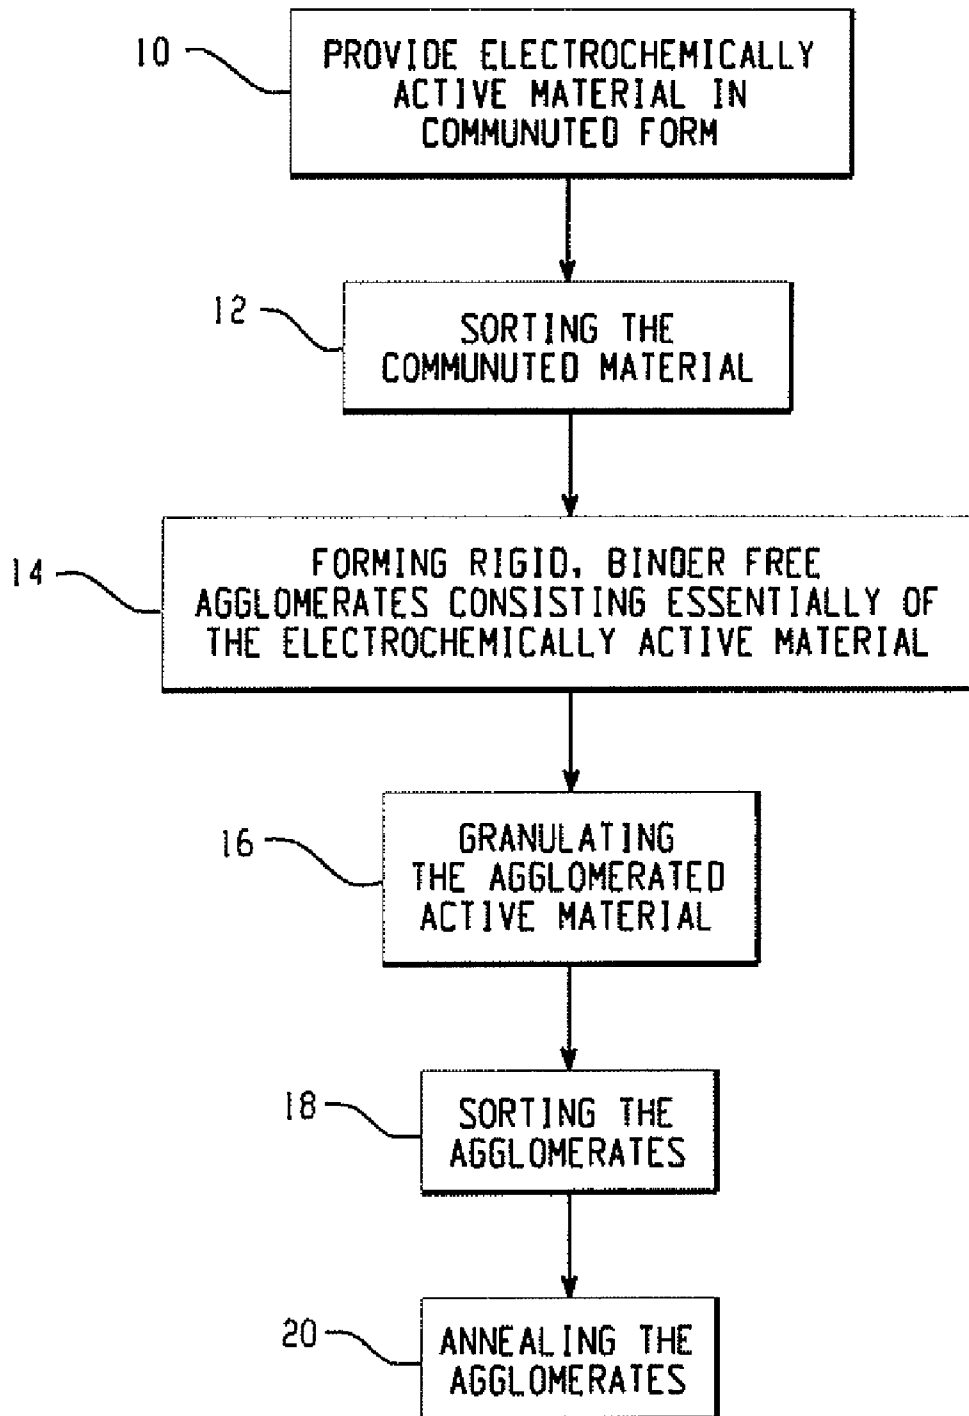 10
PROVIDE ELECTROCHEMICALLY
ACTIVE MATERIAL IN
COMMUNUTED FORM
12
SORTING THE
COMMUNUTED MATERIAL
14
FORMING RIGID, BINDER FREE
AGGLOMERATES CONSISTING ESSENTIALLY OF
THE ELECTROCHEMICALLY ACTIVE MATERIAL
16
GRANULATING
THE AGGLOMERATED
ACTIVE MATERIAL
18
SORTING THE
AGGLOMERATES
20
ANNEALING THE
AGGLOMERATES